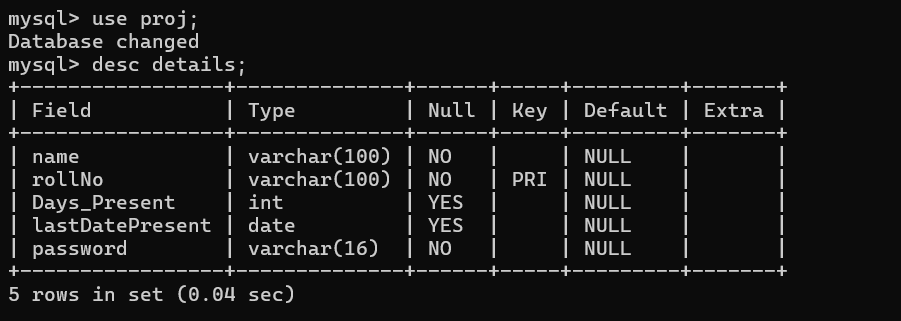 mysql> use proj;
Database changed
mysql> desc details;
+-----------------+--------------+------+-----+---------+-------+
| Field           | Type         | Null | Key | Default | Extra |
+-----------------+--------------+------+-----+---------+-------+
| name            | varchar(100) | NO   |     | NULL    |       |
| rollNo          | varchar(100) | NO   | PRI | NULL    |       |
| Days_Present    | int          | YES  |     | NULL    |       |
| lastDatePresent | date         | YES  |     | NULL    |       |
| password        | varchar(16)  | NO   |     | NULL    |       |
+-----------------+--------------+------+-----+---------+-------+
5 rows in set (0.04 sec)